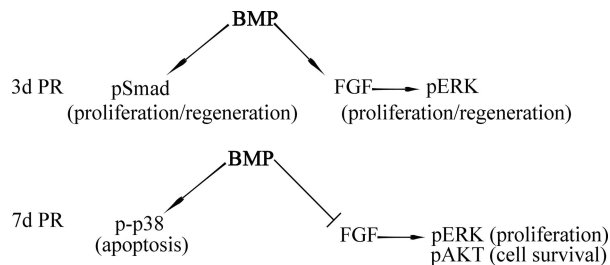 BMP
3d PR pSmad FGF pERK
(proliferation/regeneration) (proliferation/regeneration)
BMP
7d PR p-p38 FGF pERK (proliferation)
(apoptosis) pAKT (cell survival)